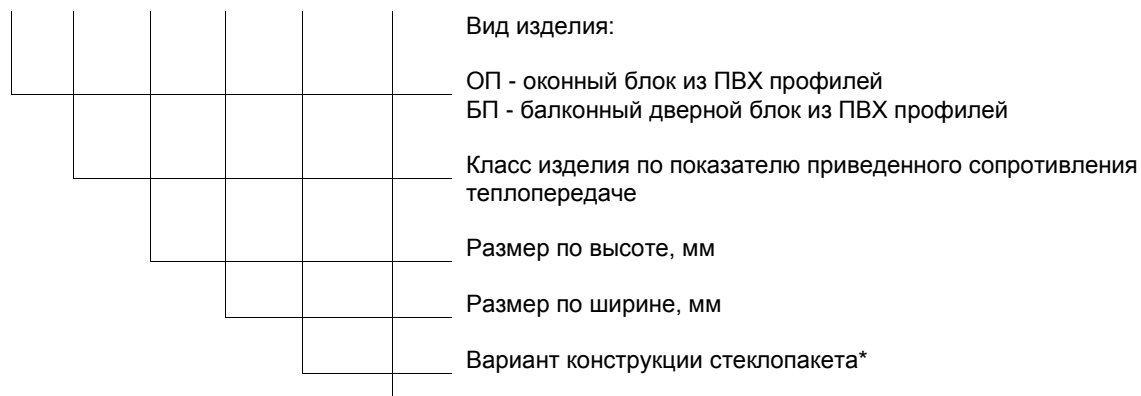 Вид изделия:
ОП - оконный блок из ПВХ профилей
БП - балконный дверной блок из ПВХ профилей
Класс изделия по показателю приведенного сопротивления
теплопередаче
Размер по высоте, мм
Размер по ширине, мм
Вариант конструкции стеклопакета*